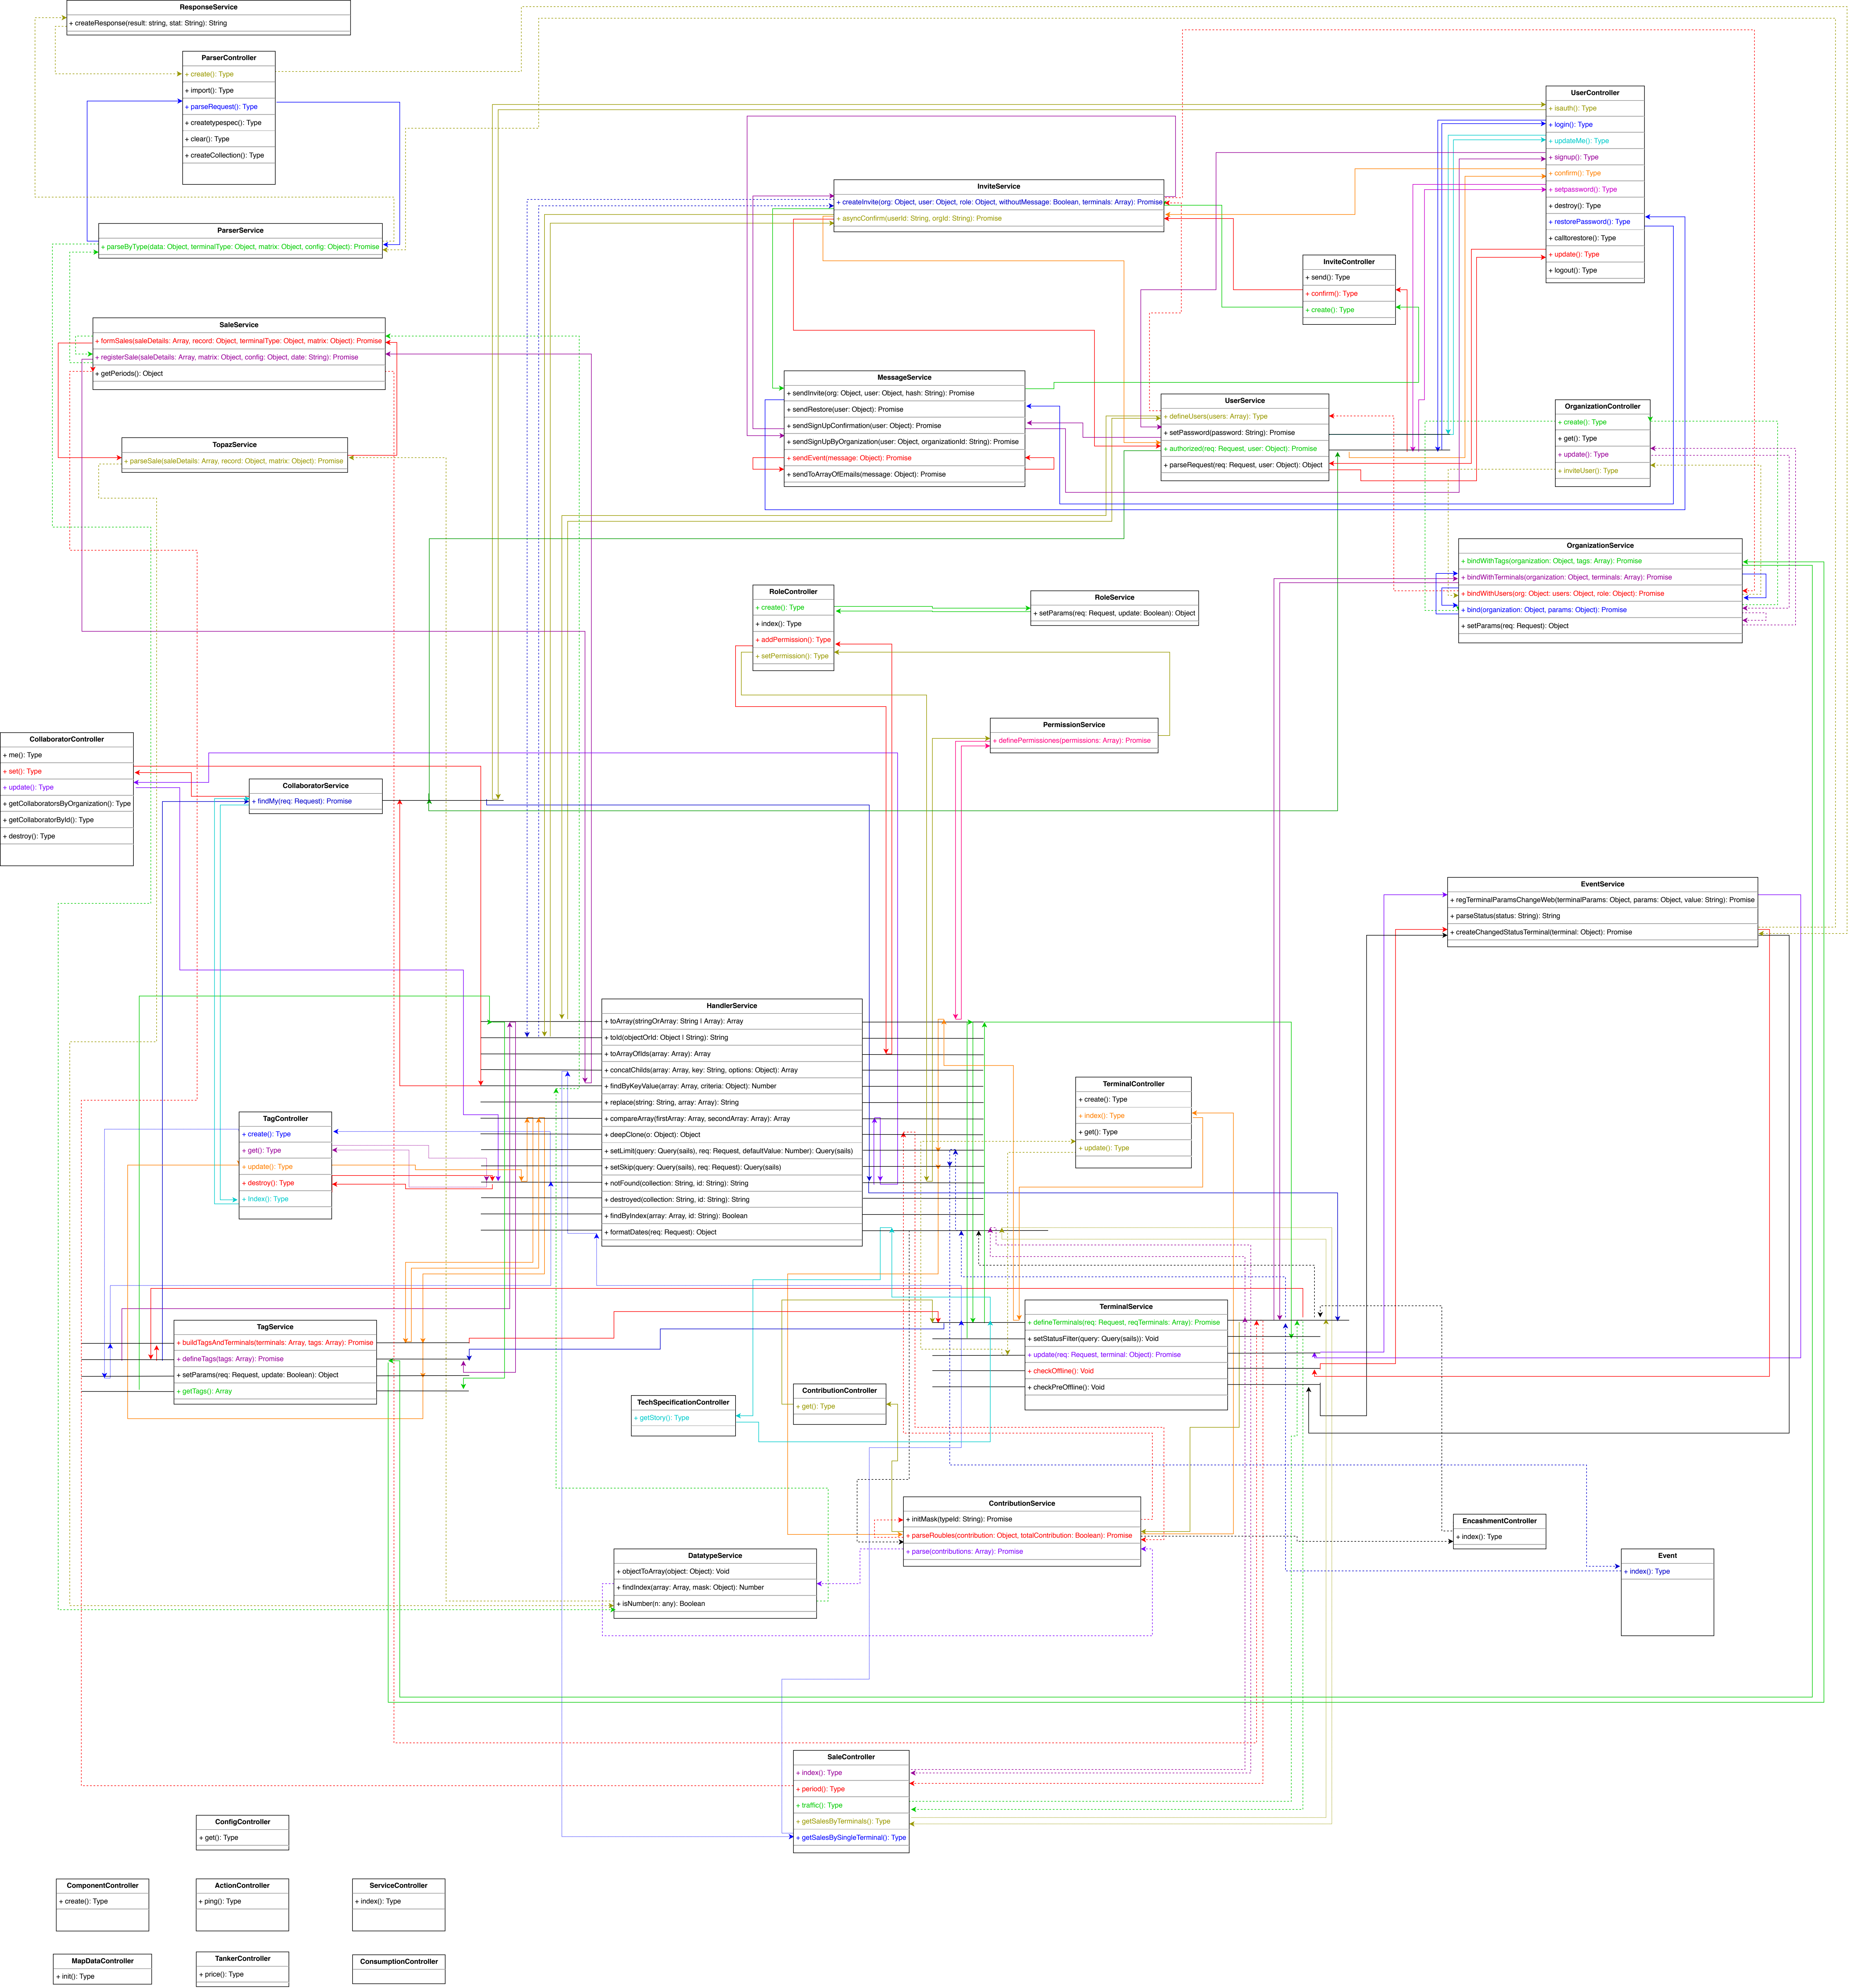 ResponseService
+ createResponse(result: string, stat: String): String
ParserController
+ create(): Type
+ import(): Type
+ parseRequest(): Type
+ createtypespec(): Type
+ clear(): Type
+ createCollection(): Type
UserController
+ isauth(): Type
+ login(): Type
+ updateMe(): Type
+ signup(): Type
+ confirm(): Type
+ setpassword(): Type
+ destroy(): Type
+ restorePassword(): Type
+ calltorestore(): Type
+ update(): Type
+ logout(): Type
InviteService
+ createInvite(org: Object, user: Object, role: Object, withoutMessage: Boolean, terminals: Array): Promise
+ asyncConfirm(userId: String, orgId: String): Promise
ParserService
+ parseByType(data: Object, terminalType: Object, matrix: Object, config: Object): Promise
InviteController
+ send(): Type
+ confirm(): Type
+ create(): Type
SaleService
+ formSales(saleDetails: Array, record: Object, terminalType: Object, matrix: Object): Promise
+ registerSale(saleDetails: Array, matrix: Object, config: Object, date: String): Promise
+ getPeriods(): Object
MessageService
+ sendInvite(org: Object, user: Object, hash: String): Promise
+ sendRestore(user: Object): Promise
+ sendSignUpConfirmation(user: Object): Promise
+ sendSignUpByOrganization(user: Object, organizationId: String): Promise
+ sendEvent(message: Object): Promise
+ sendToArrayOfEmails(message: Object): Promise
UserService
+ defineUsers(users: Array): Type
+ setPassword(password: String): Promise
+ authorized(req: Request, user: Object): Promise
+ parseRequest(req: Request, user: Object): Object
OrganizationController
+ create(): Type
+ get(): Type
+ update(): Type
+ inviteUser(): Type
TopazService
+ parseSale(saleDetails: Array, record: Object, matrix: Object): Promise
OrganizationService
+ bindWithTags(organization: Object, tags: Array): Promise
+ bindWithTerminals(organization: Object, terminals: Array): Promise
+ bindWithUsers(org: Object: users: Object, role: Object): Promise
+ bind(organization: Object, params: Object): Promise
+ setParams(req: Request): Object
RoleController
+ create(): Type
+ index(): Type
+ addPermission(): Type
+ setPermission(): Type
RoleService
+ setParams(req: Request, update: Boolean): Object
PermissionService
+ definePermissiones(permissions: Array): Promise
CollaboratorController
+ me(): Type
+ set(): Type
+ update(): Type
+ getCollaboratorsByOrganization(): Type
+ getCollaboratorById(): Type
+ destroy(): Type
CollaboratorService
+ findMy(req: Request): Promise
EventService
+ regTerminalParamsChangeWeb(terminalParams: Object, params: Object, value: String): Promise
+ parseStatus(status: String): String
+ createChangedStatusTerminal(terminal: Object): Promise
HandlerService
+ toArray(stringOrArray: String | Array): Array
+ toId(objectOrId: Object | String): String
+ toArrayOfIds(array: Array): Array
+ concatChilds(array: Array, key: String, options: Object): Array
+ findByKeyValue(array: Array, criteria: Object): Number
+ replace(string: String, array: Array): String
+ compareArray(firstArray: Array, secondArray: Array): Array
+ deepClone(o: Object): Object
+ setLimit(query: Query(sails), req: Request, defaultValue: Number): Query(sails)
+ setSkip(query: Query(sails), req: Request): Query(sails)
+ notFound(collection: String, id: String): String
+ destroyed(collection: String, id: String): String
+ findByIndex(array: Array, id: String): Boolean
+ formatDates(req: Request): Object
TerminalController
+ create(): Type
+ index(): Type
+ get(): Type
+ update(): Type
TagController
+ create(): Type
+ get(): Type
+ update(): Type
+ destroy(): Type
+ Index(): Type
TerminalService
+ defineTerminals(req: Request, reqTerminals: Array): Promise
+ setStatusFilter(query: Query(sails)): Void
+ update(req: Request, terminal: Object): Promise
+ checkOffline(): Void
+ checkPreOffline(): Void
TagService
+ buildTagsAndTerminals(terminals: Array, tags: Array): Promise
+ defineTags(tags: Array): Promise
+ setParams(req: Request, update: Boolean): Object
+ getTags(): Array
TechSpecificationController
+ getStory(): Type
ContributionController
+ get(): Type
ContributionService
+ initMask(typeId: String): Promise
+ parseRoubles(contribution: Object, totalContribution: Boolean): Promise
+ parse(contributions: Array): Promise
EncashmentController
+ index(): Type
DatatypeService
+ objectToArray(object: Object): Void
+ findIndex(array: Array, mask: Object): Number
+ isNumber(n: any): Boolean
Event
+ index(): Type
SaleController
+ index(): Type
+ period(): Type
+ traffic(): Type
+ getSalesByTerminals(): Type
+ getSalesBySingleTerminal(): Type
ConfigController
+ get(): Type
ComponentController
+ create(): Type
ActionController
+ ping(): Type
ServiceController
+ index(): Type
MapDataController
+ init(): Type
TankerController
+ price(): Type
ConsumptionController